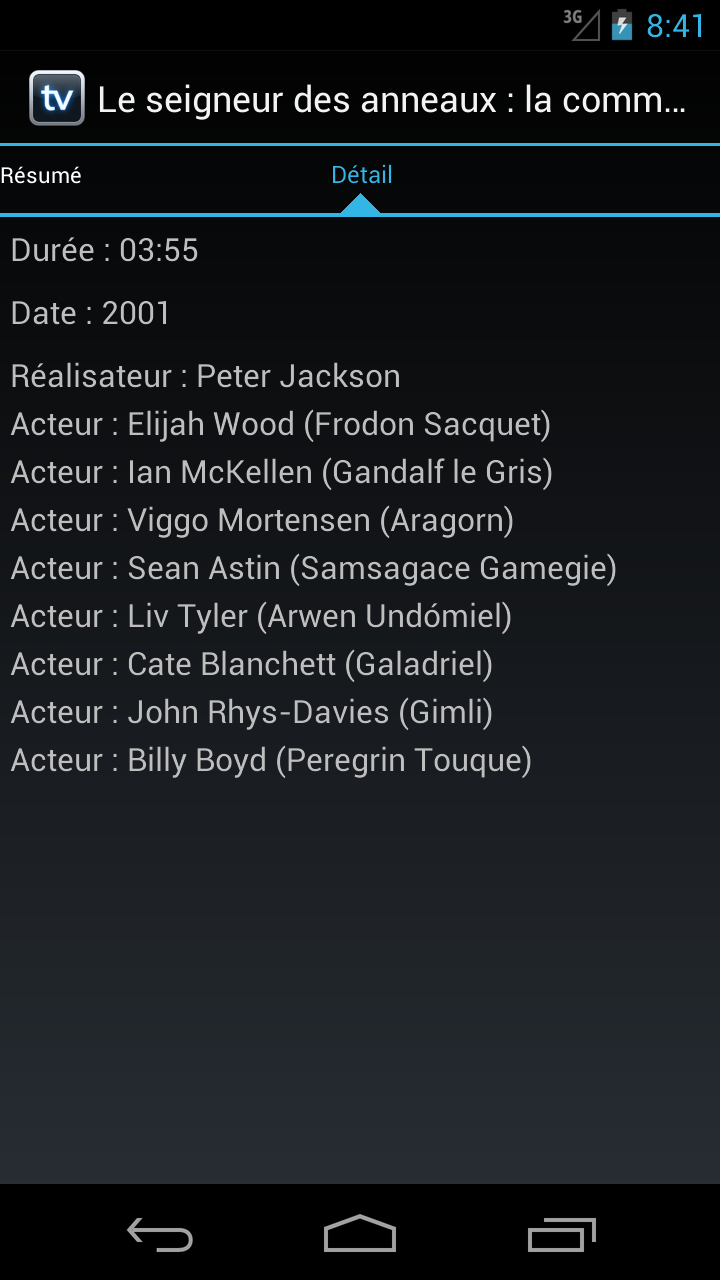 3G 8:41
tv Le seigneur des anneaux : la comm...
Résumé Détail
Durée : 03:55
Date : 2001
Réalisateur : Peter Jackson
Acteur : Elijah Wood (Frodon Sacquet)
Acteur : Ian McKellen (Gandalf le Gris)
Acteur : Viggo Mortensen (Aragorn)
Acteur : Sean Astin (Samsagace Gamegie)
Acteur : Liv Tyler (Arwen Undómiel)
Acteur : Cate Blanchett (Galadriel)
Acteur : John Rhys-Davies (Gimli)
Acteur : Billy Boyd (Peregrin Touque)